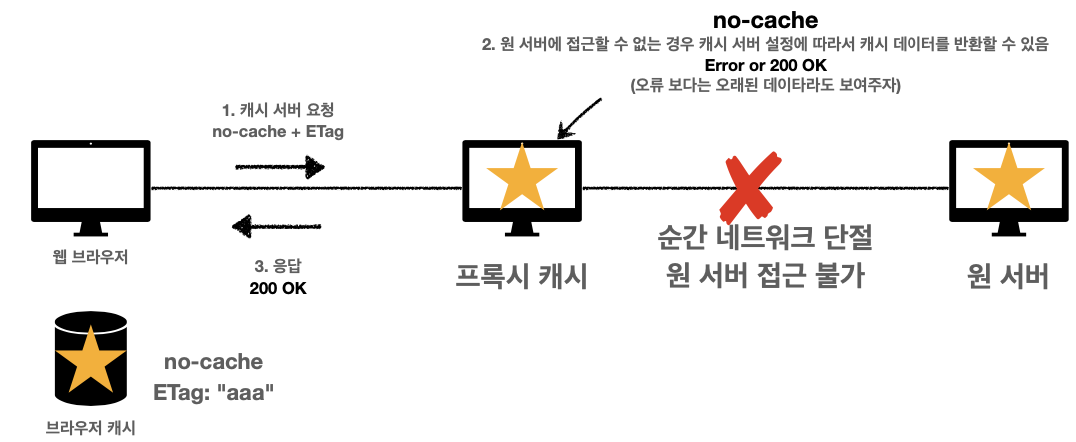 no-cache
2. 원 서버에 접근할 수 없는 경우 캐시 서버 설정에 따라서 캐시 데이터를 반환할 수 있음
Error or 200 OK
(오류 보다는 오래된 데이타라도 보여주자)
1. 캐시 서버 요청
no-cache + ETag
웹 브라우저
3. 응답
200 OK
프록시 캐시
순간 네트워크 단절
원 서버 접근 불가
원 서버
no-cache
ETag: "aaa"
브라우저 캐시